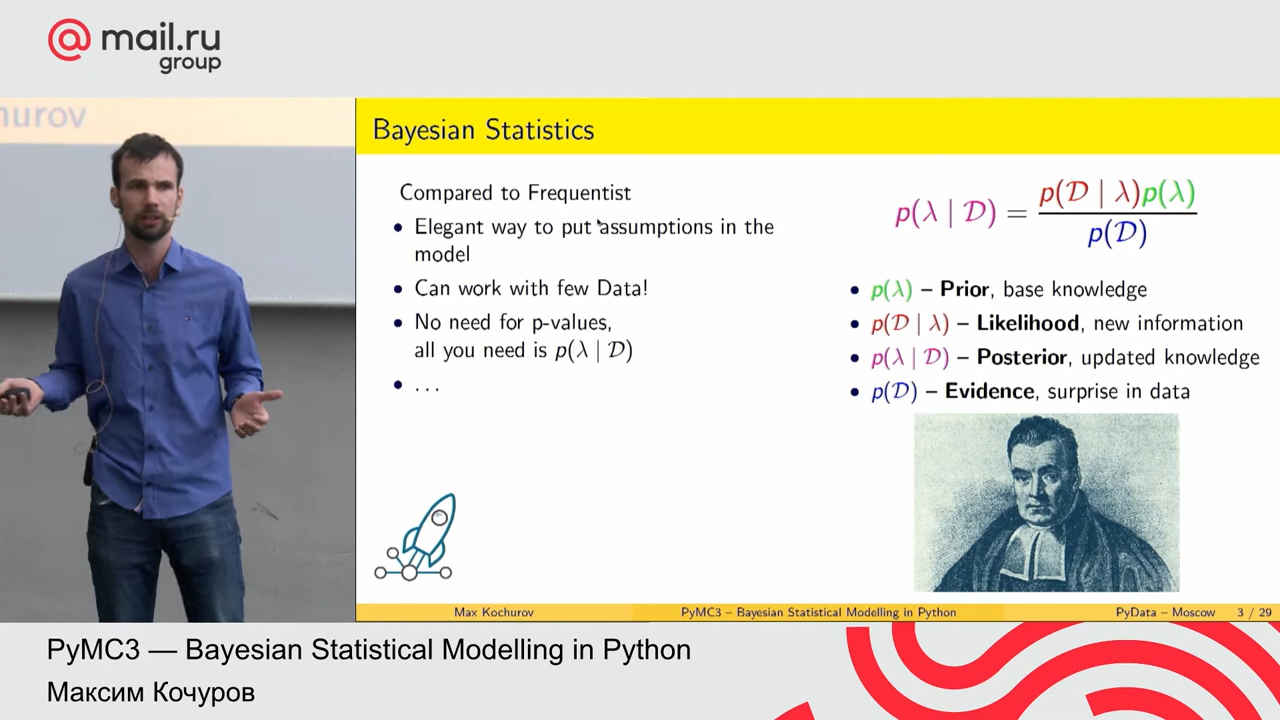 @mail.ru
group
hurov
Bayesian Statistics
Compared to Frequentist
• Elegant way to put assumptions in the
model
• Can work with few Data!
• No need for p-values,
all you need is p(λ | 𝒟)
• . . .
p(λ | 𝒟) = p(𝒟 | λ)p(λ)
p(𝒟)
• p(λ) – Prior, base knowledge
• p(𝒟 | λ) – Likelihood, new information
• p(λ | 𝒟) – Posterior, updated knowledge
• p(𝒟) – Evidence, surprise in data
Max Kochurov
PyMC3 – Bayesian Statistical Modelling in Python
PyData – Moscow 3 / 29
PyMC3 — Bayesian Statistical Modelling in Python
Максим Кочуров